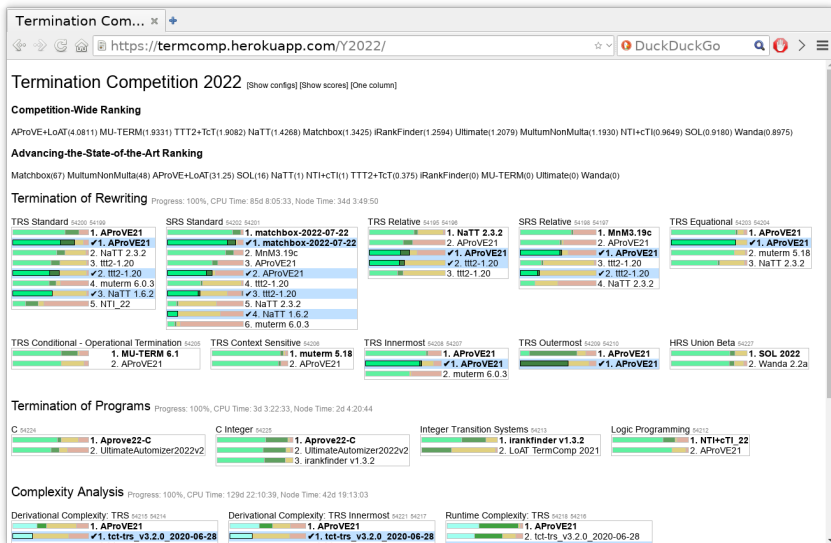 Termination Com...
https://termcomp.herokuapp.com/Y2022/
DuckDuckGo
Termination Competition 2022 [Show configs] [Show scores] [One column]
Competition-Wide Ranking
AProVE+LoAT(4.0811) MU-TERM(1.9331) TTT2+TcT(1.9082) NaTT(1.4268) Matchbox(1.3425) iRankFinder(1.2594) Ultimate(1.2079) MultumNonMulta(1.1930) NTI+cTI(0.9649) SOL(0.9180) Wanda(0.8975)
Advancing-the-State-of-the-Art Ranking
Matchbox(67) MultumNonMulta(48) AProVE+LoAT(31.25) SOL(16) NaTT(1) NTI+cTI(1) TTT2+TcT(0.375) iRankFinder(0) MU-TERM(0) Ultimate(0) Wanda(0)
Termination of Rewriting Progress: 100%, CPU Time: 85d 8:05:33, Node Time: 34d 3:49:50
TRS Standard 54200 54199
1. AProVE21
✔1. AProVE21
2. NaTT 2.3.2
3. ttt2-1.20
✔2. ttt2-1.20
4. muterm 6.0.3
✔3. NaTT 1.6.2
5. NTI_22
SRS Standard 54202 54201
1. matchbox-2022-07-22
✔1. matchbox-2022-07-22
2. MnM3.19c
3. AProVE21
✔2. AProVE21
4. ttt2-1.20
✔3. ttt2-1.20
5. NaTT 2.3.2
✔4. NaTT 1.6.2
6. muterm 6.0.3
TRS Relative 54195 54196
1. NaTT 2.3.2
2. AProVE21
✔1. AProVE21
✔2. ttt2-1.20
3. ttt2-1.20
SRS Relative 54198 54197
1. MnM3.19c
2. AProVE21
✔1. AProVE21
3. ttt2-1.20
✔2. ttt2-1.20
4. NaTT 2.3.2
TRS Equational 54203 54204
1. AProVE21
✔1. AProVE21
2. muterm 5.18
3. NaTT 2.3.2
TRS Conditional - Operational Termination 54205
1. MU-TERM 6.1
2. AProVE21
TRS Context Sensitive 54206
1. muterm 5.18
2. AProVE21
TRS Innermost 54208 54207
1. AProVE21
✔1. AProVE21
2. muterm 6.0.3
TRS Outermost 54209 54210
1. AProVE21
✔1. AProVE21
HRS Union Beta 54227
1. SOL 2022
2. Wanda 2.2a
Termination of Programs Progress: 100%, CPU Time: 3d 3:22:33, Node Time: 2d 4:20:44
C 54224
1. Aprove22-C
2. UltimateAutomizer2022v2
C Integer 54225
1. Aprove22-C
2. UltimateAutomizer2022v2
3. irankfinder v1.3.2
Integer Transition Systems 54213
1. irankfinder v1.3.2
2. LoAT TermComp 2021
Logic Programming 54212
1. NTI+cTI_22
2. AProVE21
Complexity Analysis Progress: 100%, CPU Time: 129d 22:10:39, Node Time: 42d 19:13:03
Derivational Complexity: TRS 54215 54214
1. AProVE21
✔1. tct-trs_v3.2.0_2020-06-28
Derivational Complexity: TRS Innermost 54221 54217
1. AProVE21
✔1. tct-trs_v3.2.0_2020-06-28
Runtime Complexity: TRS 54218 54216
1. AProVE21
2. tct-trs_v3.2.0_2020-06-28